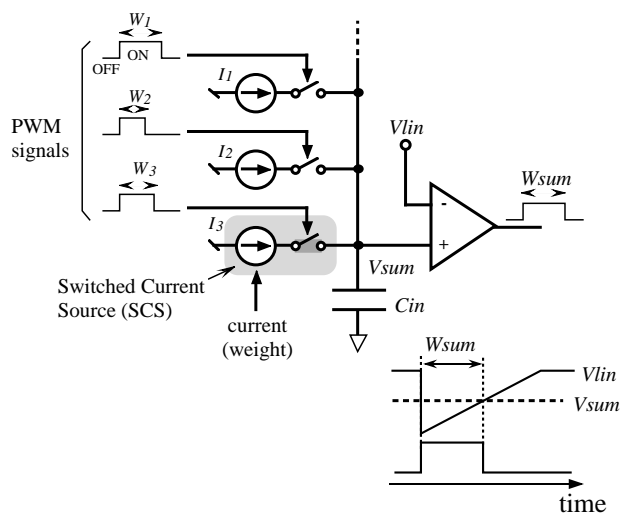 W1
OFF ON
W2
PWM
signals
W3
I1
I2
I3
Vlin
-
+
Wsum
Vsum
Cin
Switched Current
Source (SCS)
current
(weight)
Wsum
Vlin
Vsum
time